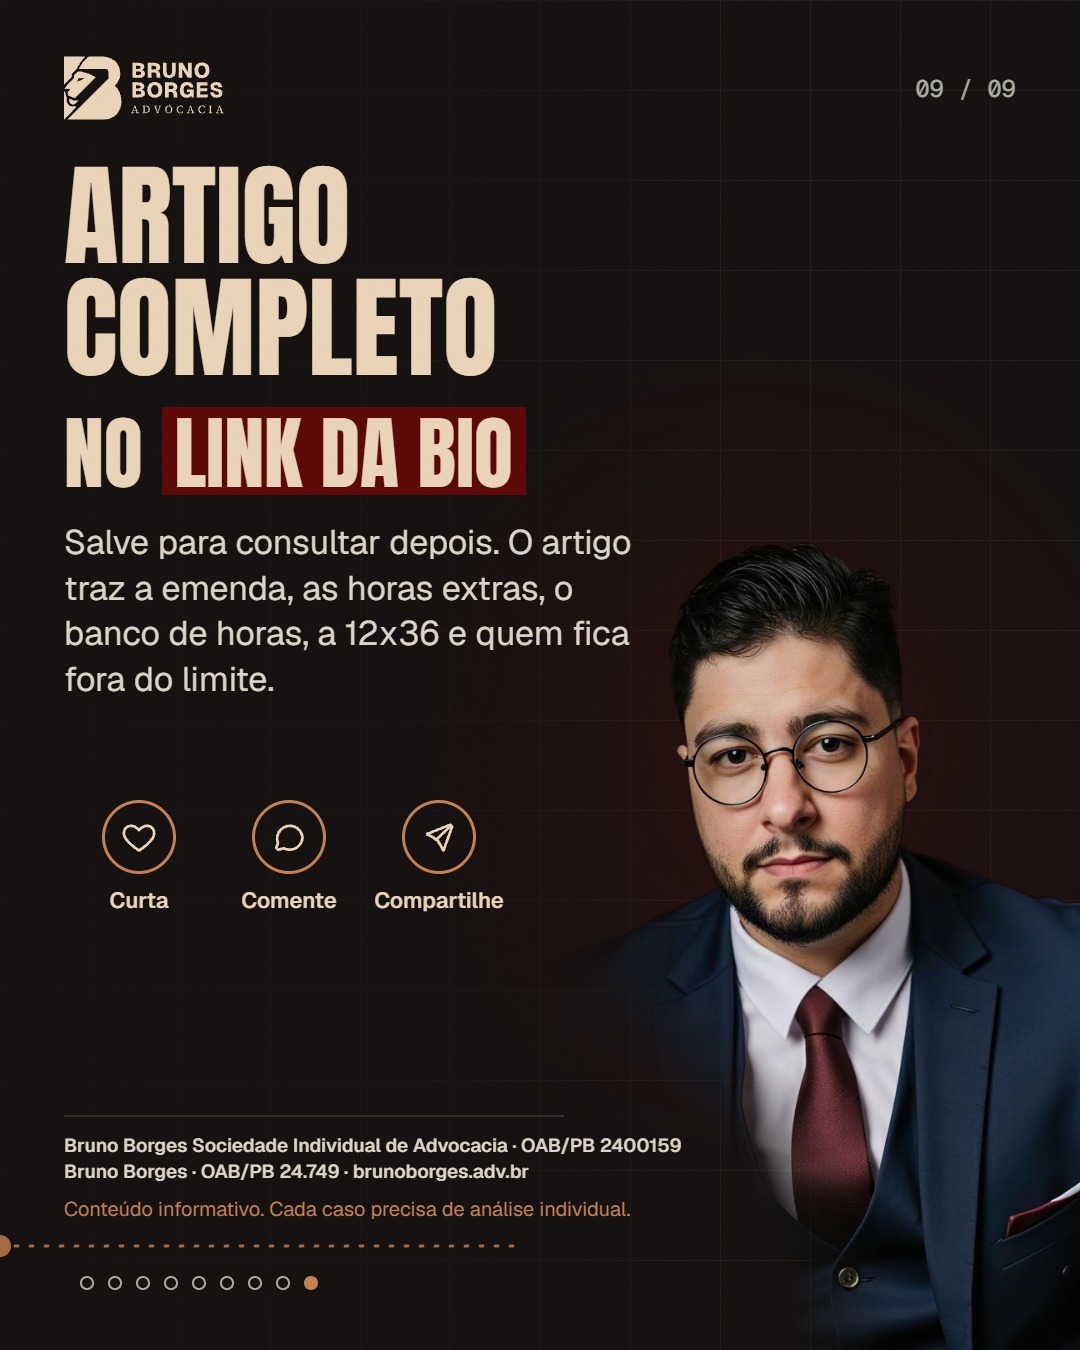 BRUNO
BORGES
ADVOCACIA
09 / 09
ARTIGO
COMPLETO
NO LINK DA BIO
Salve para consultar depois. O artigo
traz a emenda, as horas extras, o
banco de horas, a 12x36 e quem fica
fora do limite.
Curta
Comente
Compartilhe
Bruno Borges Sociedade Individual de Advocacia · OAB/PB 2400159
Bruno Borges · OAB/PB 24.749 · brunoborges.adv.br
Conteúdo informativo. Cada caso precisa de análise individual.